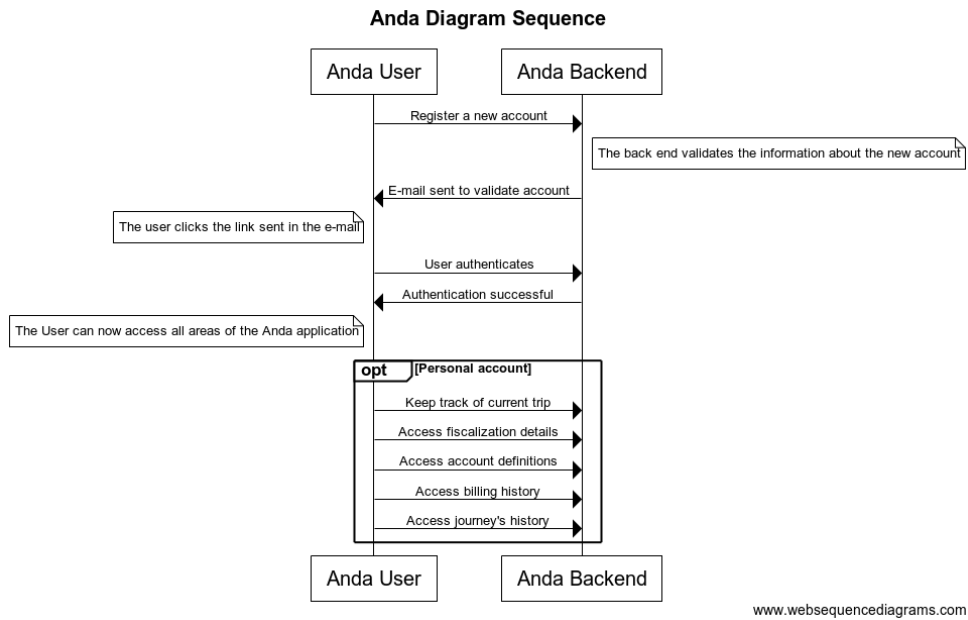 Anda Diagram Sequence
Anda User
Anda Backend
Register a new account
The back end validates the information about the new account
E-mail sent to validate account
The user clicks the link sent in the e-mail
User authenticates
Authentication successful
The User can now access all areas of the Anda application
opt [Personal account]
Keep track of current trip
Access fiscalization details
Access account definitions
Access billing history
Access journey's history
Anda User
Anda Backend
www.websequencediagrams.com